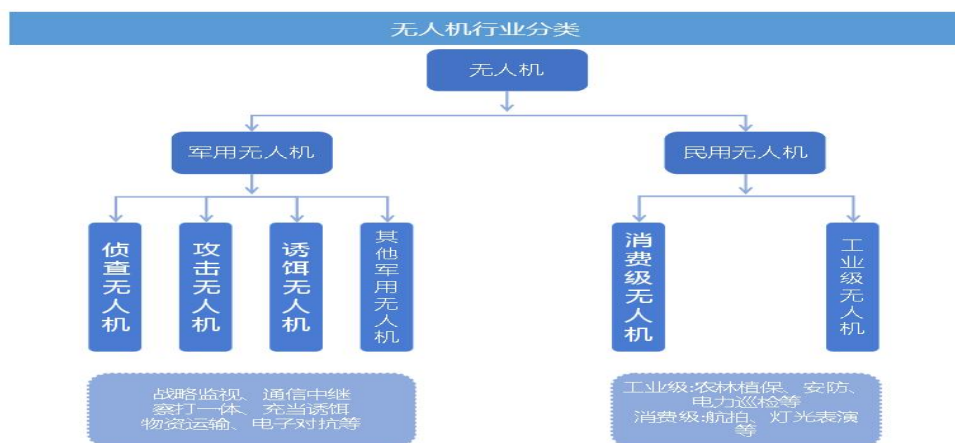 无人机行业分类
无人机
军用无人机
民用无人机
侦查无人机
攻击无人机
诱饵无人机
其他军用无人机
消费级无人机
工业级无人机
战略监视、通信中继
察打一体、充当诱饵
物资运输、电子对抗等
工业级:农林植保、安防、
电力巡检等
消费级:航拍、灯光表演
等